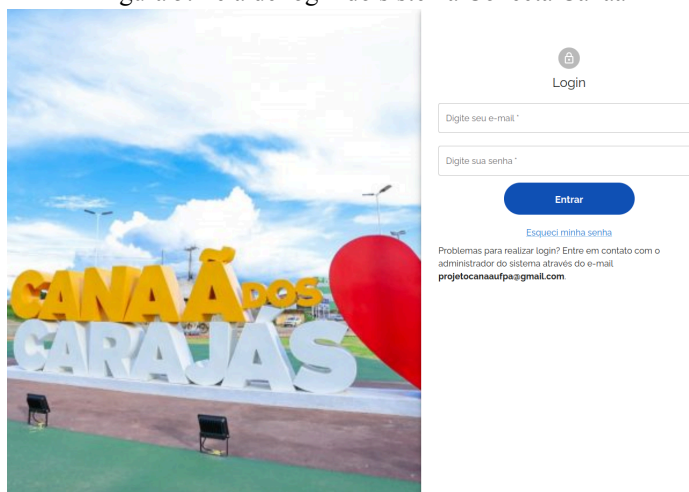 Login
Digite seu e-mail *
Digite sua senha *
Entrar
Esqueci minha senha
Problemas para realizar login? Entre em contato com o
administrador do sistema através do e-mail
projetocanaaufpa@gmail.com.
CANAÃ DOS
CARAJÁS